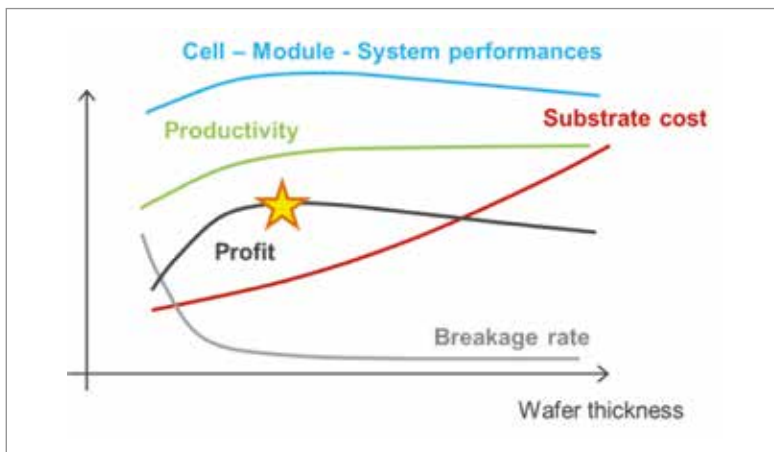 Cell – Module - System performances
Productivity
Substrate cost
Profit
Breakage rate
Wafer thickness